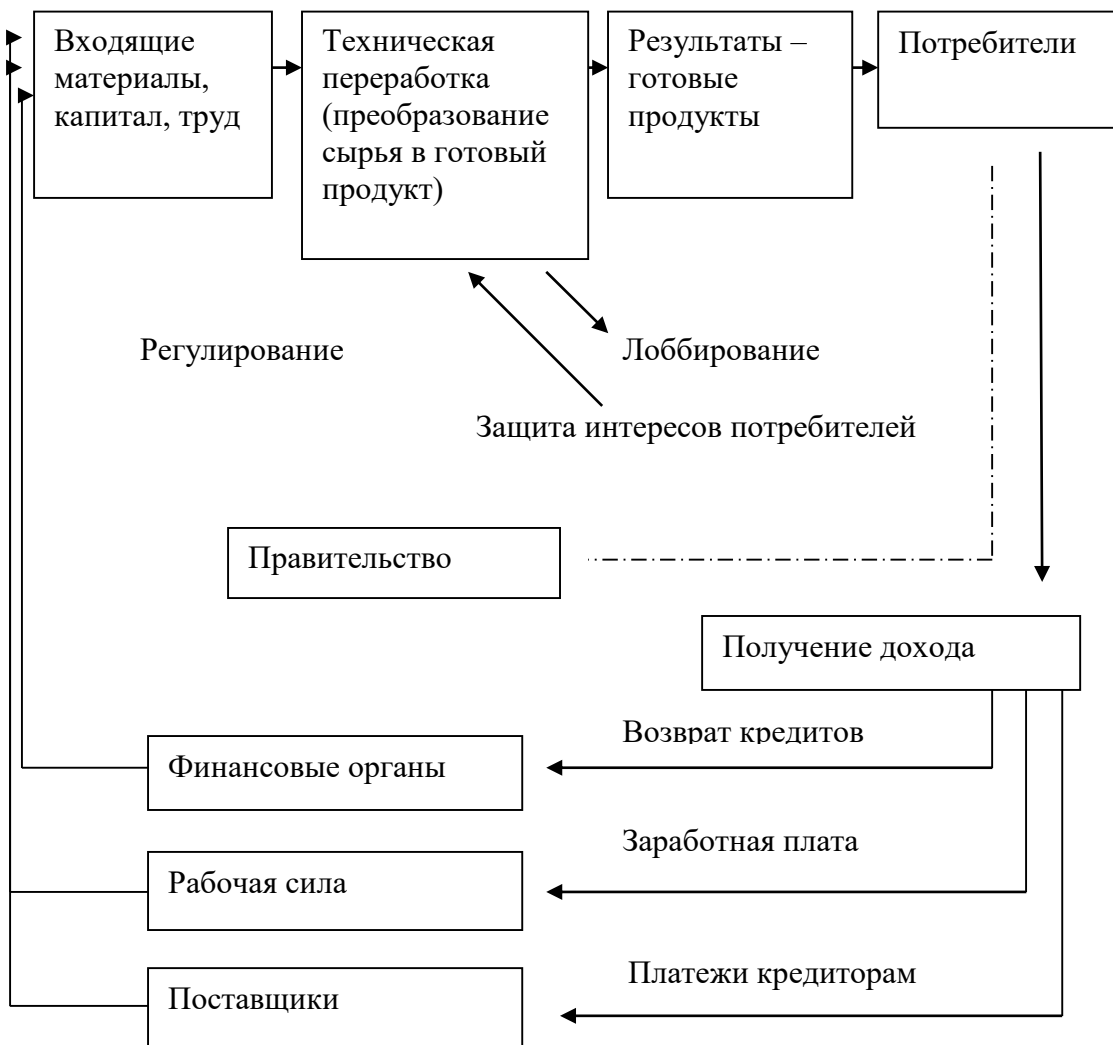 Входящие
материалы,
капитал, труд
Техническая
переработка
(преобразование
сырья в готовый
продукт)
Результаты –
готовые
продукты
Потребители
Регулирование
Лоббирование
Защита интересов потребителей
Правительство
Получение дохода
Возврат кредитов
Финансовые органы
Заработная плата
Рабочая сила
Платежи кредиторам
Поставщики